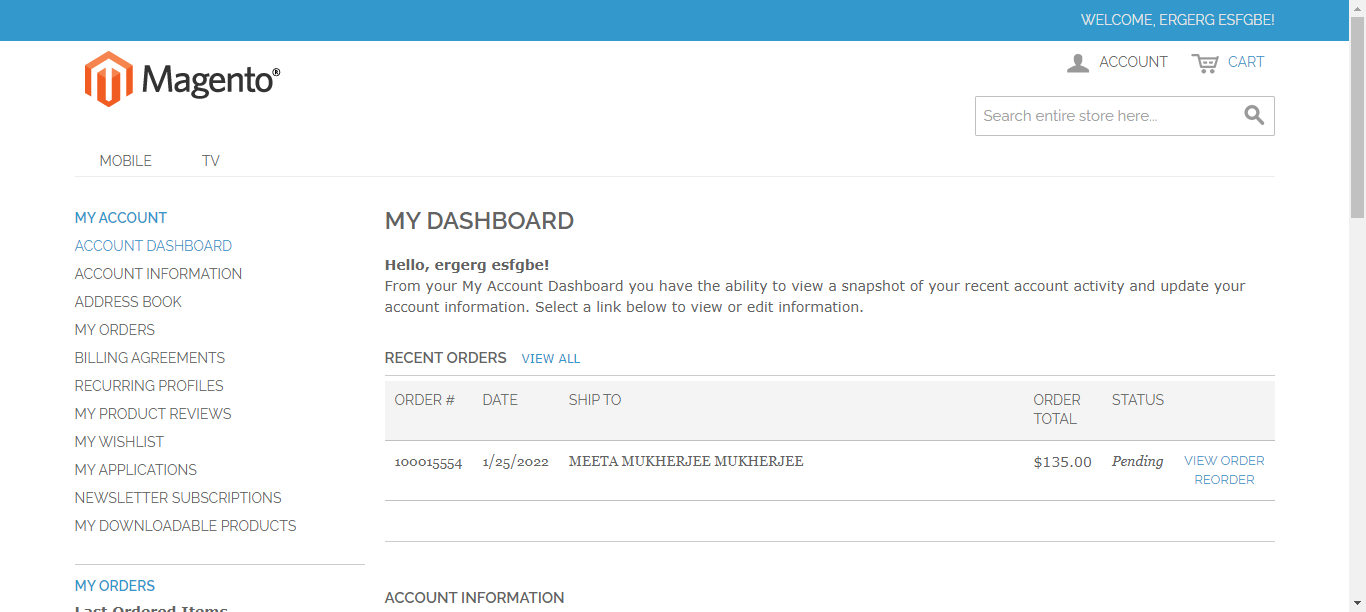 WELCOME, ERGERG ESFGBE!
Magento®
ACCOUNT
CART
Search entire store here...
MOBILE
TV
MY ACCOUNT
ACCOUNT DASHBOARD
ACCOUNT INFORMATION
ADDRESS BOOK
MY ORDERS
BILLING AGREEMENTS
RECURRING PROFILES
MY PRODUCT REVIEWS
MY WISHLIST
MY APPLICATIONS
NEWSLETTER SUBSCRIPTIONS
MY DOWNLOADABLE PRODUCTS
MY ORDERS
Last Ordered Items
MY DASHBOARD
Hello, ergerg esfgbe!
From your My Account Dashboard you have the ability to view a snapshot of your recent account activity and update your
account information. Select a link below to view or edit information.
RECENT ORDERS VIEW ALL
ORDER # DATE SHIP TO ORDER TOTAL STATUS
100015554 1/25/2022 MEETA MUKHERJEE MUKHERJEE $135.00 Pending VIEW ORDER
REORDER
ACCOUNT INFORMATION